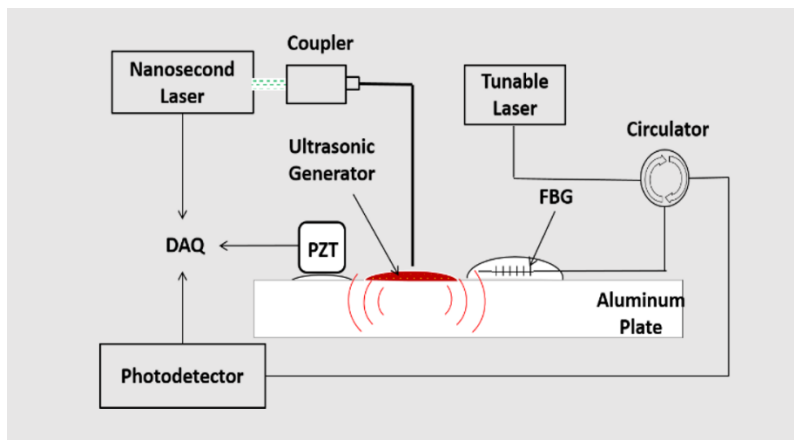 Coupler
Nanosecond
Laser
Tunable
Laser
Circulator
Ultrasonic
Generator
FBG
DAQ
PZT
Aluminum
Plate
Photodetector